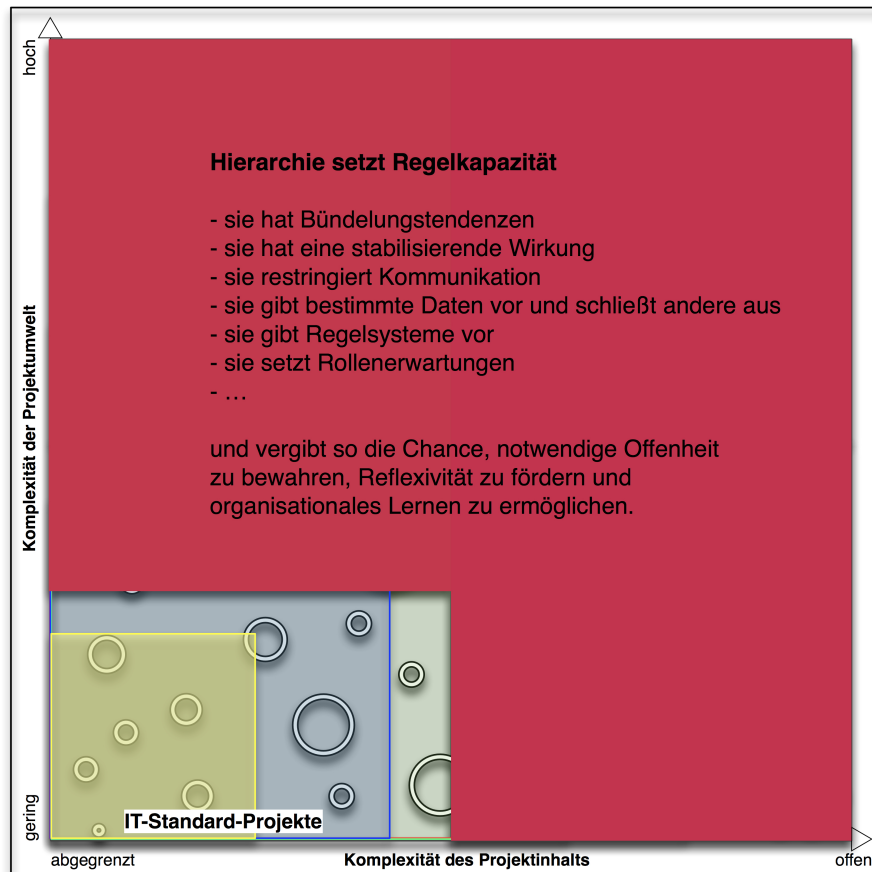 hoch
Hierarchie setzt Regelkapazität
- sie hat Bündelungstendenzen
- sie hat eine stabilisierende Wirkung
- sie restringiert Kommunikation
- sie gibt bestimmte Daten vor und schließt andere aus
- sie gibt Regelsysteme vor
- sie setzt Rollenerwartungen
- …
und vergibt so die Chance, notwendige Offenheit
zu bewahren, Reflexivität zu fördern und
organisationales Lernen zu ermöglichen.
Komplexität der Projektumwelt
gering
IT-Standard-Projekte
abgegrenzt
Komplexität des Projektinhalts
offen